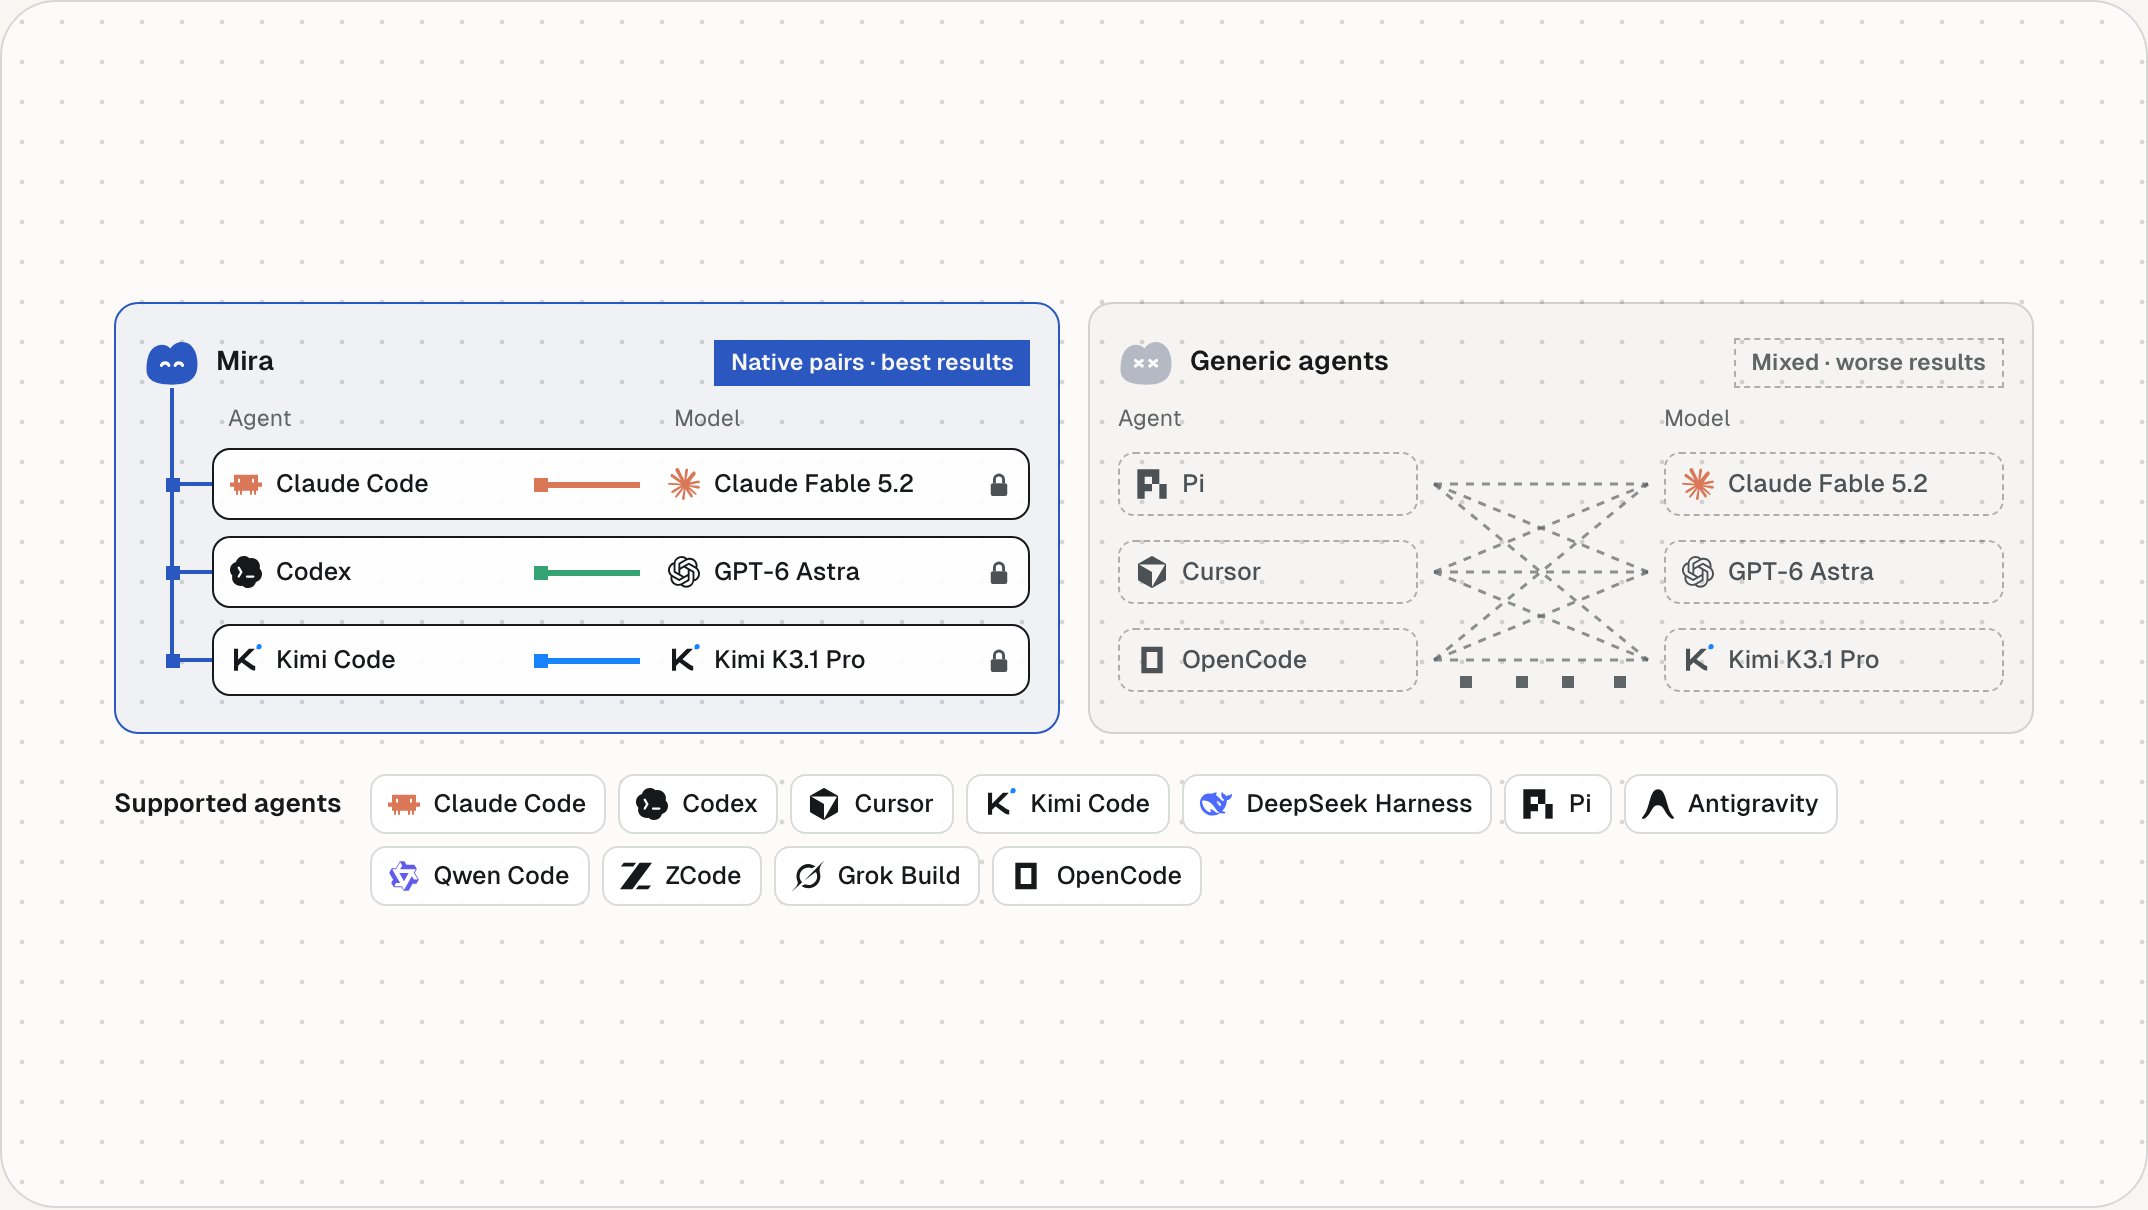 Mira
Native pairs · best results
Agent Model
Claude Code Claude Fable 5.2
Codex GPT-6 Astra
Kimi Code Kimi K3.1 Pro
Generic agents
Mixed · worse results
Agent Model
Pi Claude Fable 5.2
Cursor GPT-6 Astra
OpenCode Kimi K3.1 Pro
Supported agents Claude Code Codex Cursor Kimi Code DeepSeek Harness Pi Antigravity
Qwen Code ZCode Grok Build OpenCode